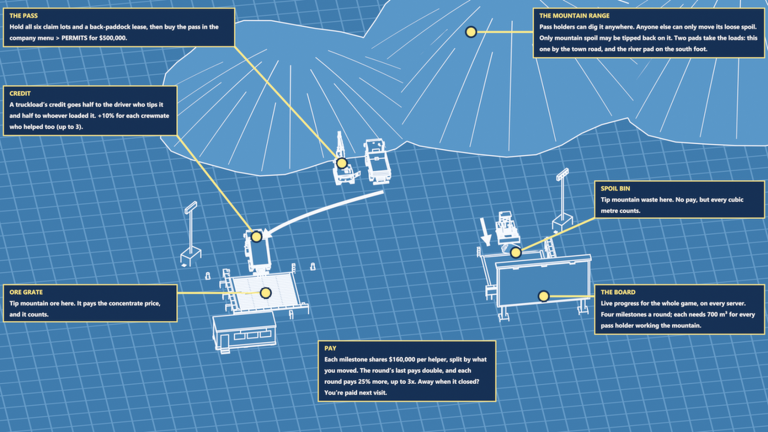 THE PASS
Hold all six claim lots and a back-paddock lease, then buy the pass in the
company menu > PERMITS for $500,000.
THE MOUNTAIN RANGE
Pass holders can dig it anywhere. Anyone else can only move its loose spoil.
Only mountain spoil may be tipped back on it. Two pads take the loads: this
one by the town road, and the river pad on the south foot.
CREDIT
A truckload's credit goes half to the driver who tips it
and half to whoever loaded it. +10% for each crewmate
who helped too (up to 3).
SPOIL BIN
Tip mountain waste here. No pay, but every cubic
metre counts.
ORE GRATE
Tip mountain ore here. It pays the concentrate price,
and it counts.
THE BOARD
Live progress for the whole game, on every server.
Four milestones a round; each needs 700 m³ for every
pass holder working the mountain.
PAY
Each milestone shares $160,000 per helper, split by what
you moved. The round's last pays double, and each
round pays 25% more, up to 3x. Away when it closed?
You're paid next visit.